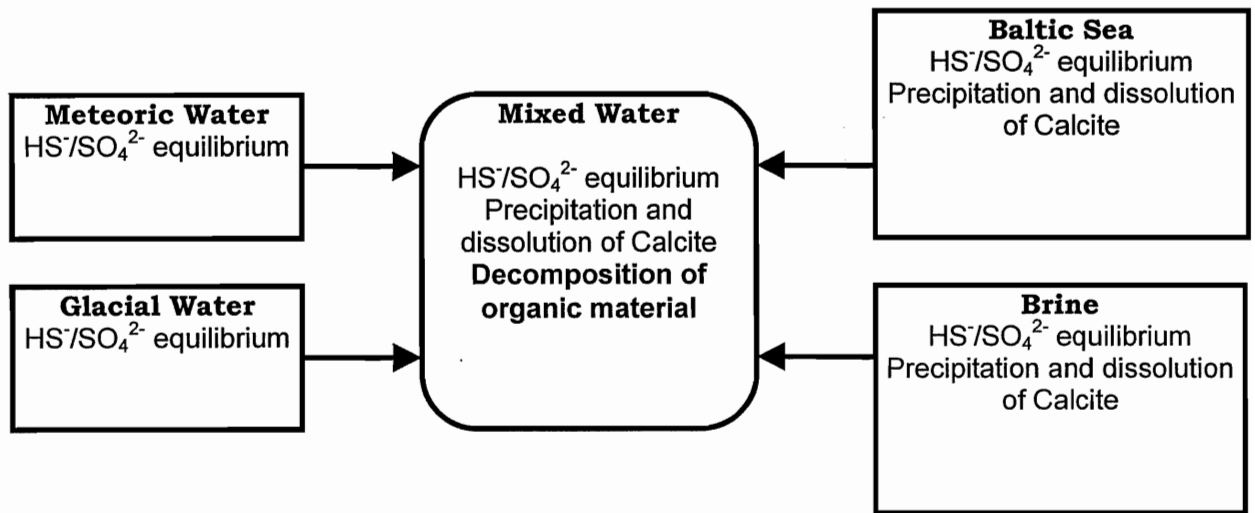 Meteoric Water
HS⁻/SO₄²⁻ equilibrium
Glacial Water
HS⁻/SO₄²⁻ equilibrium
Mixed Water
HS⁻/SO₄²⁻ equilibrium
Precipitation and
dissolution of Calcite
Decomposition of
organic material
Baltic Sea
HS⁻/SO₄²⁻ equilibrium
Precipitation and dissolution
of Calcite
Brine
HS⁻/SO₄²⁻ equilibrium
Precipitation and dissolution
of Calcite